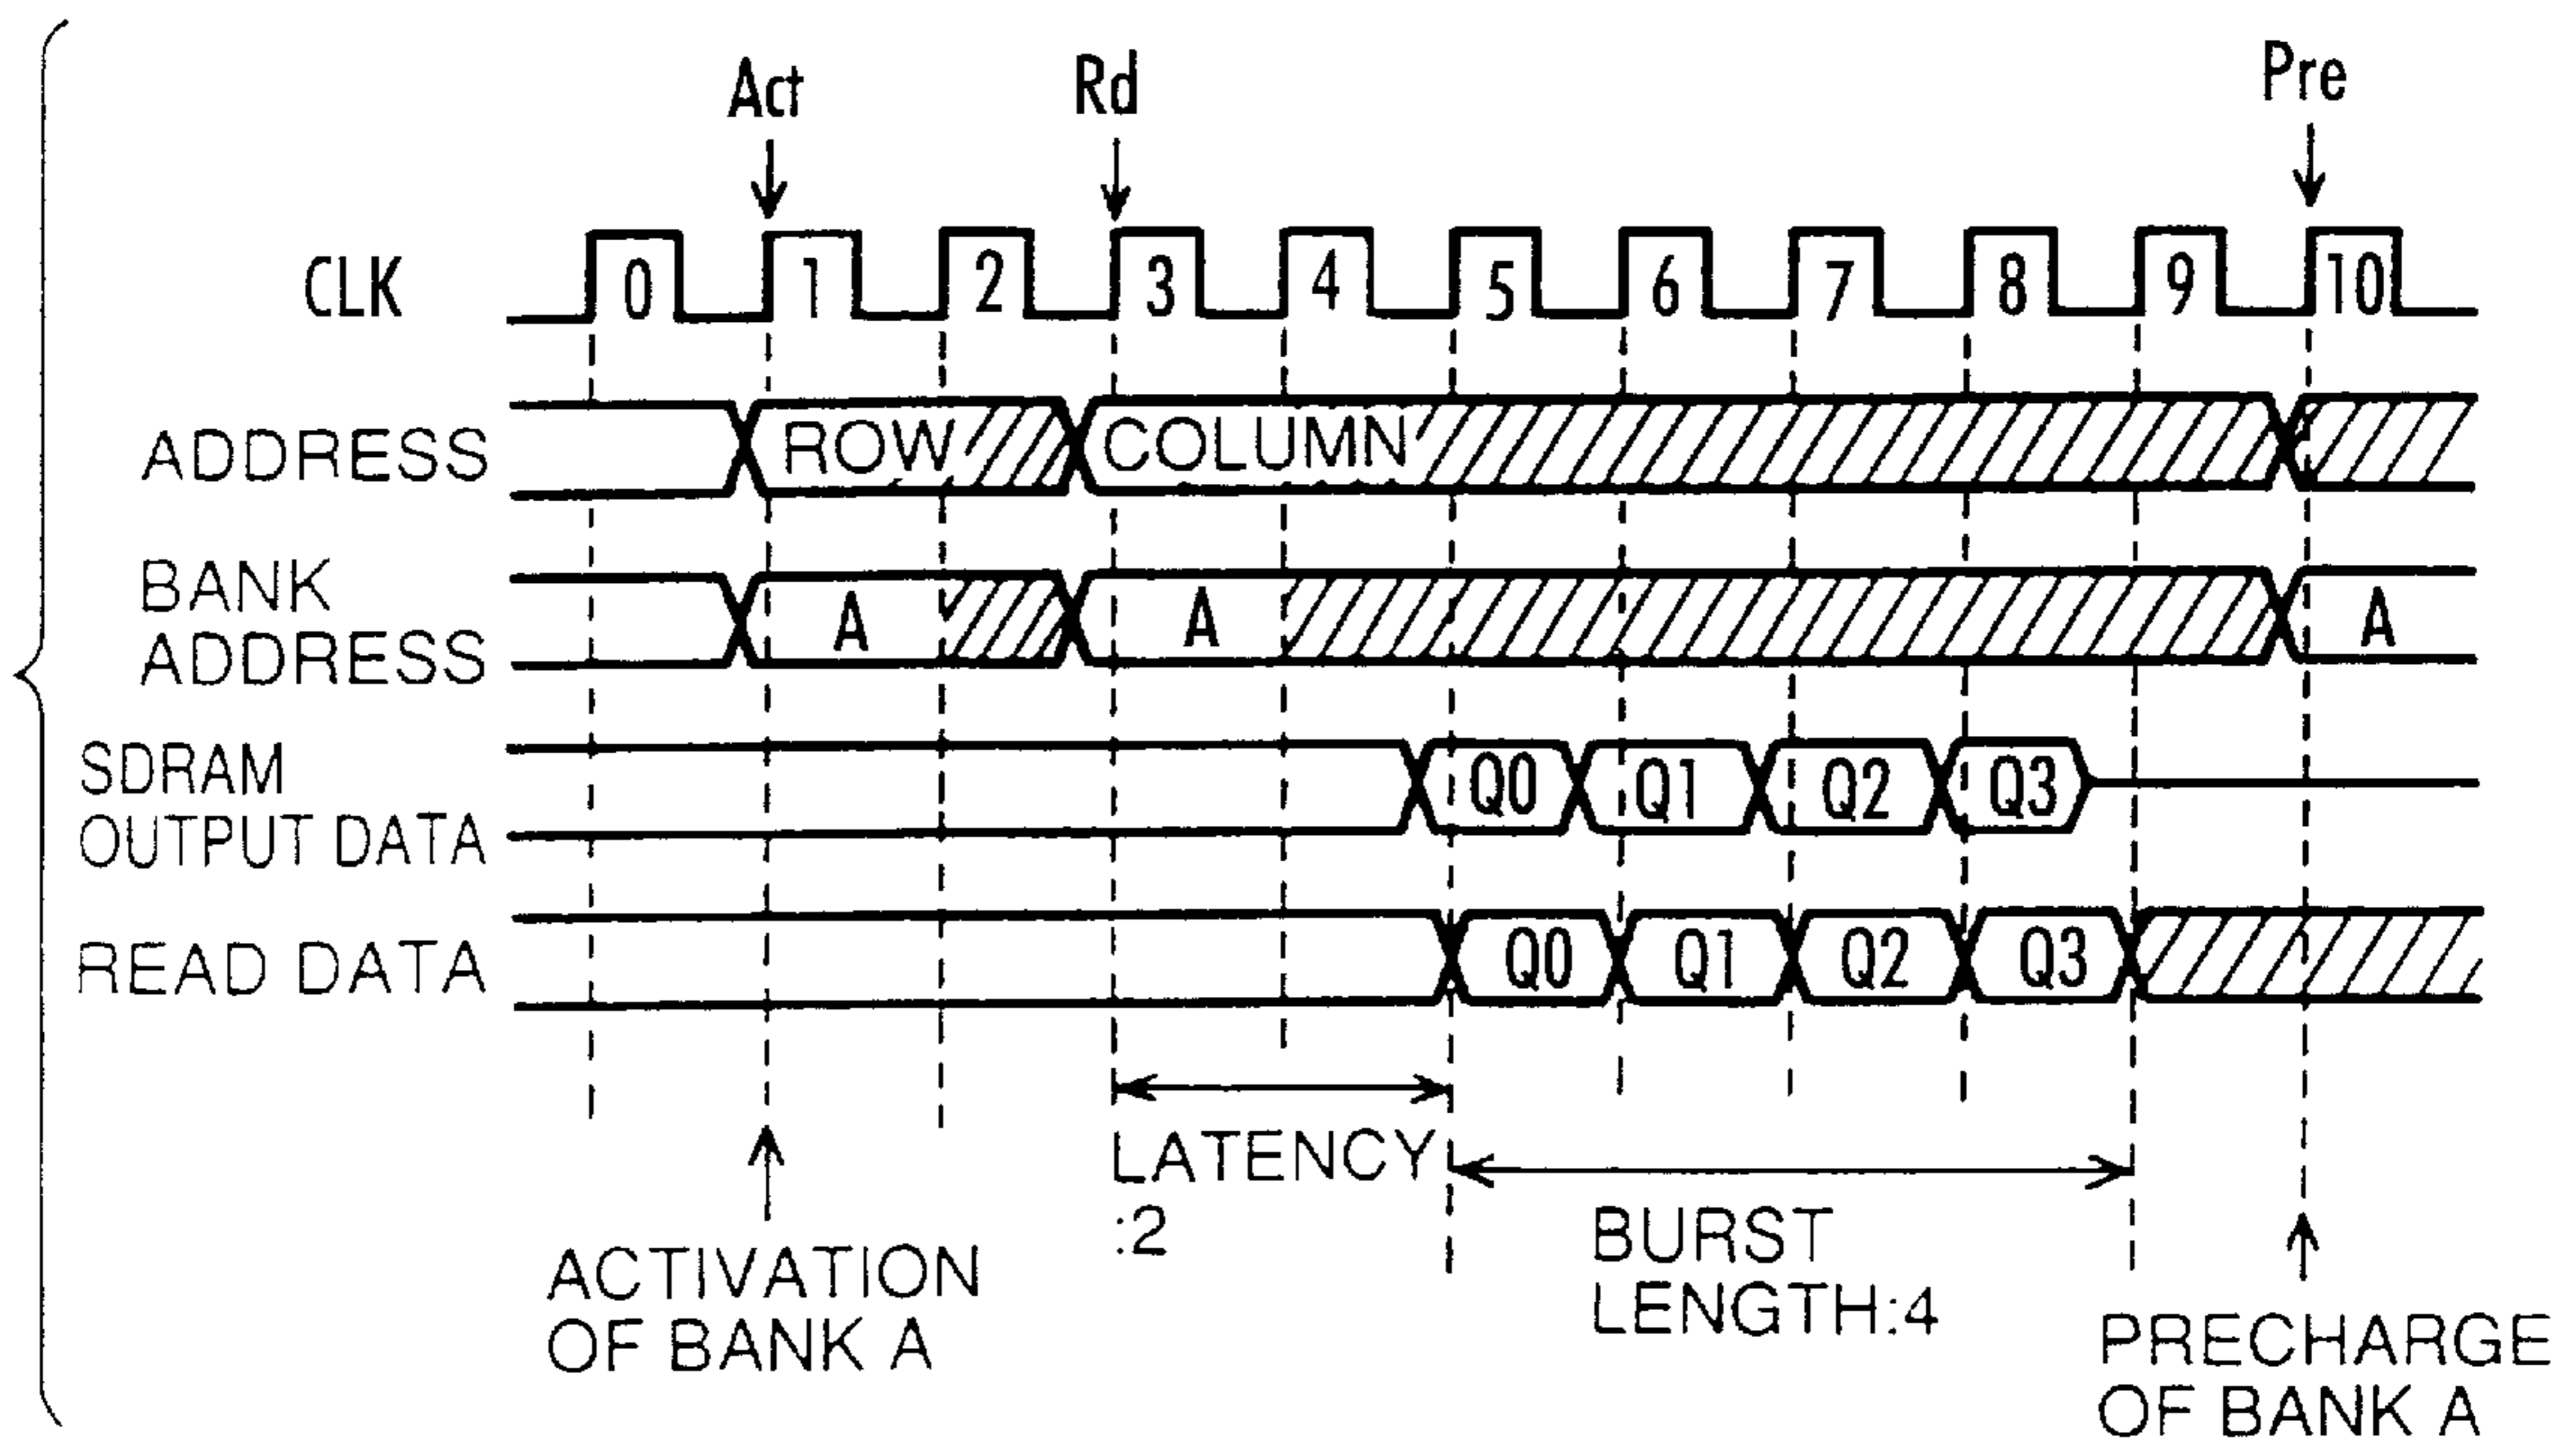 Act Rd Pre
CLK 0 1 2 3 4 5 6 7 8 9 10
ADDRESS ROW COLUMN
BANK
ADDRESS A A A
SDRAM
OUTPUT DATA Q0 Q1 Q2 Q3
READ DATA Q0 Q1 Q2 Q3
LATENCY
:2
BURST
LENGTH:4
ACTIVATION
OF BANK A
PRECHARGE
OF BANK A